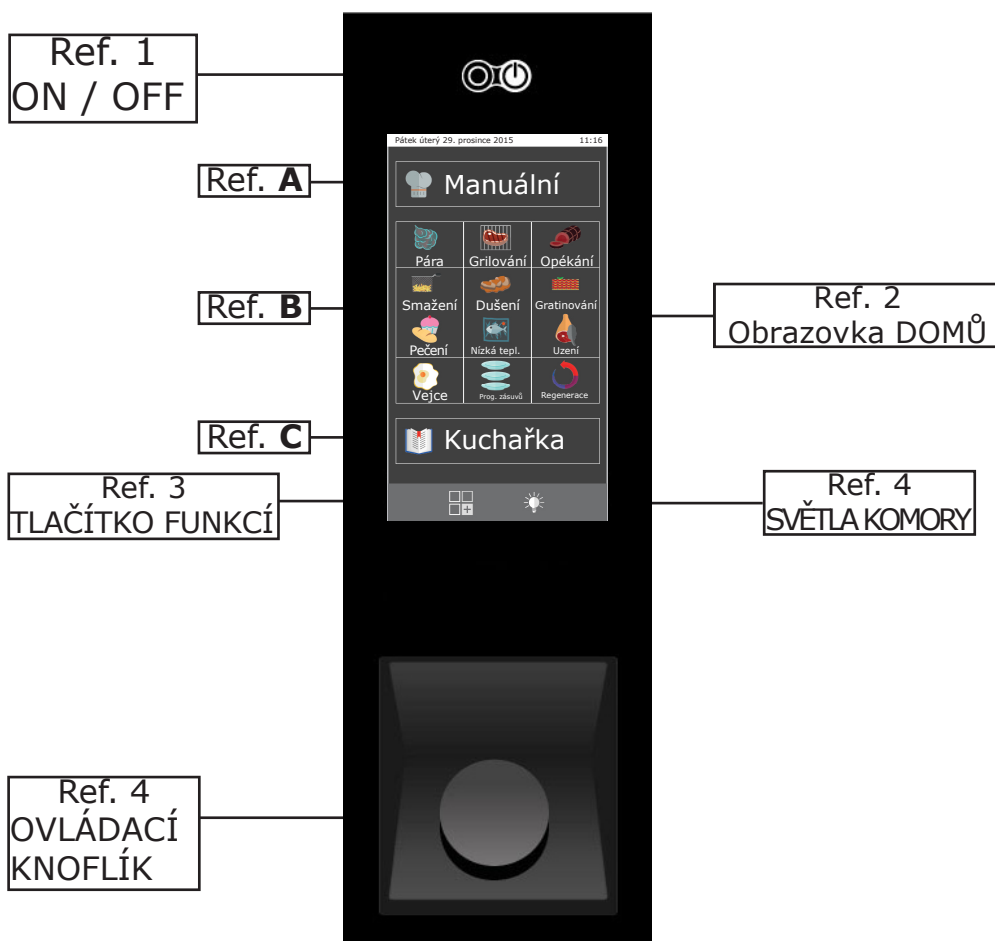 Ref. 1
ON / OFF
Pátek úterý 29. prosince 2015 11:16
Ref. A
Manuální
Pára Grilování Opékání
Smažení Dušení Gratinování
Ref. B
Ref. 2
Obrazovka DOMŮ
Pečení Nízká tepl. Uzení
Vejce Prog. zásuvů Regenerace
Ref. C
Kuchařka
Ref. 3
TLAČÍTKO FUNKCÍ
Ref. 4
SVĚTLA KOMORY
Ref. 4
OVLÁDACÍ
KNOFLÍK